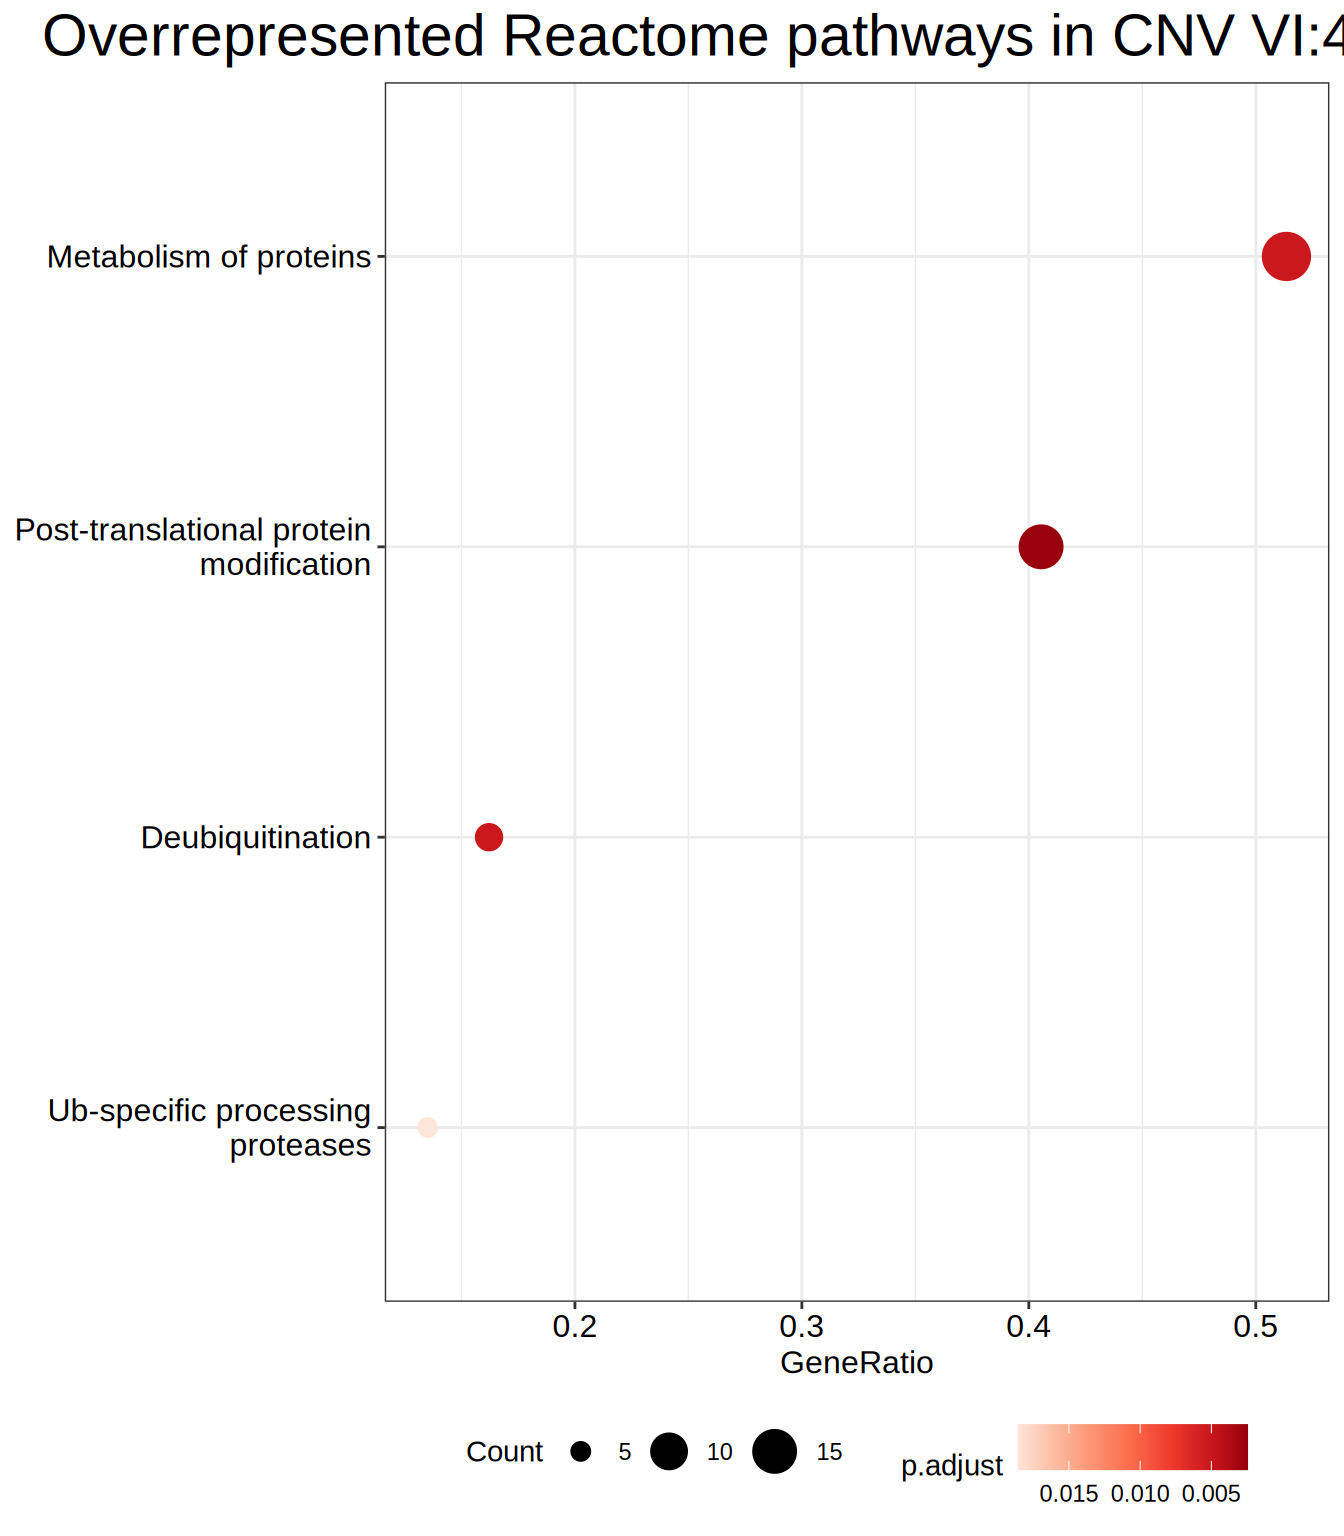 Overrepresented Reactome pathways in CNV VI:4
Metabolism of proteins
Post-translational protein
modification
Deubiquitination
Ub-specific processing
proteases
0.2 0.3 0.4 0.5
GeneRatio
Count 5 10 15
p.adjust
0.015 0.010 0.005